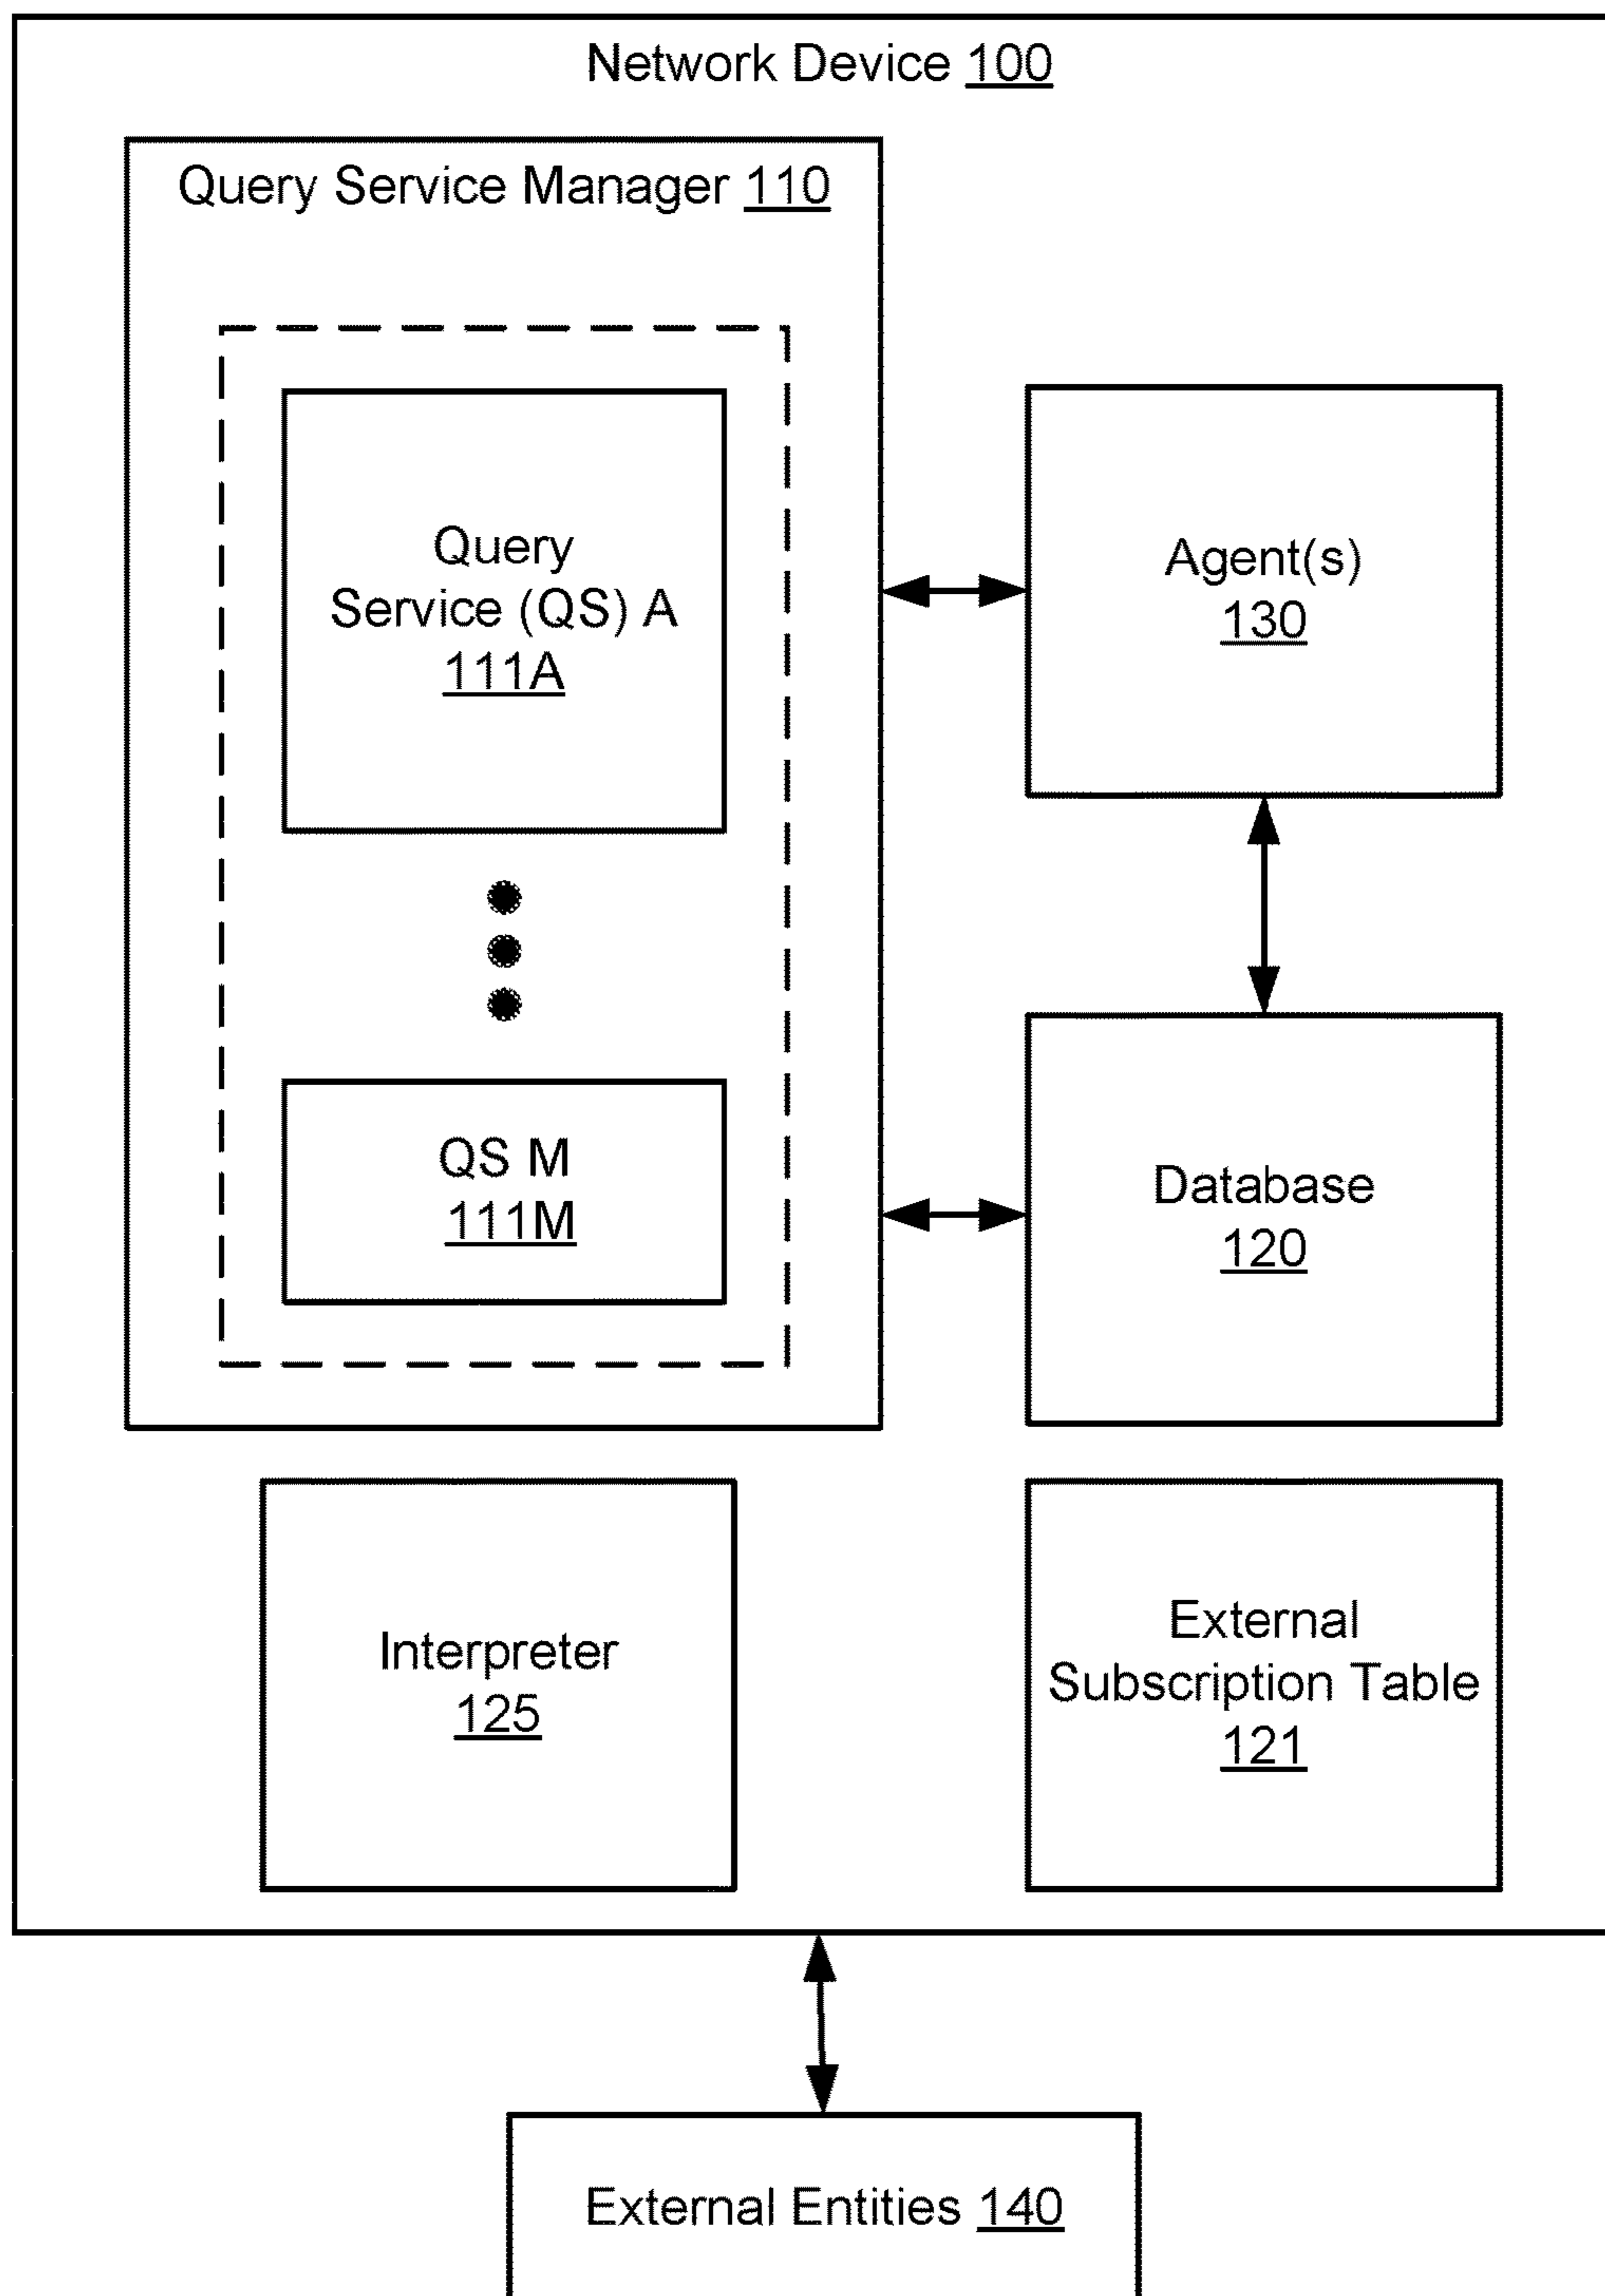 Network Device 100
Query Service Manager 110
Query
Service (QS) A
111A
QS M
111M
Agent(s)
130
Database
120
Interpreter
125
External
Subscription Table
121
External Entities 140